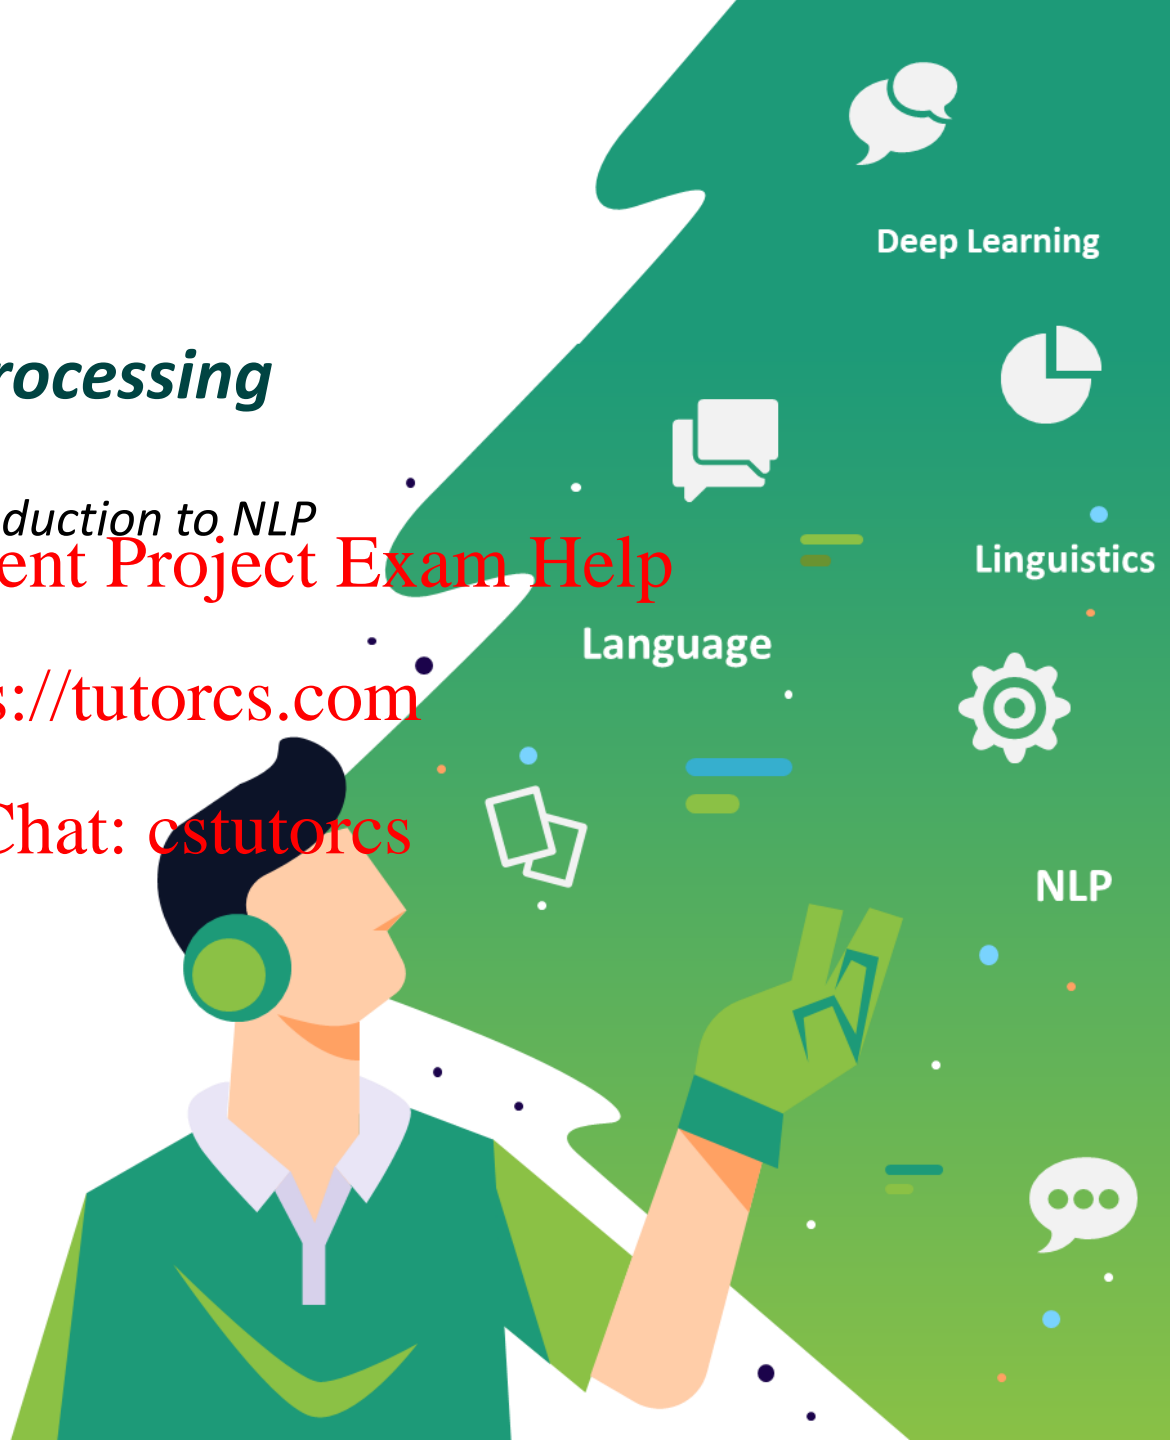 Deep Learning
rocessing
duction to NLP
ent Project Exam Help
Linguistics
Language
s://tutorcs.com
Chat: cstutorcs
NLP